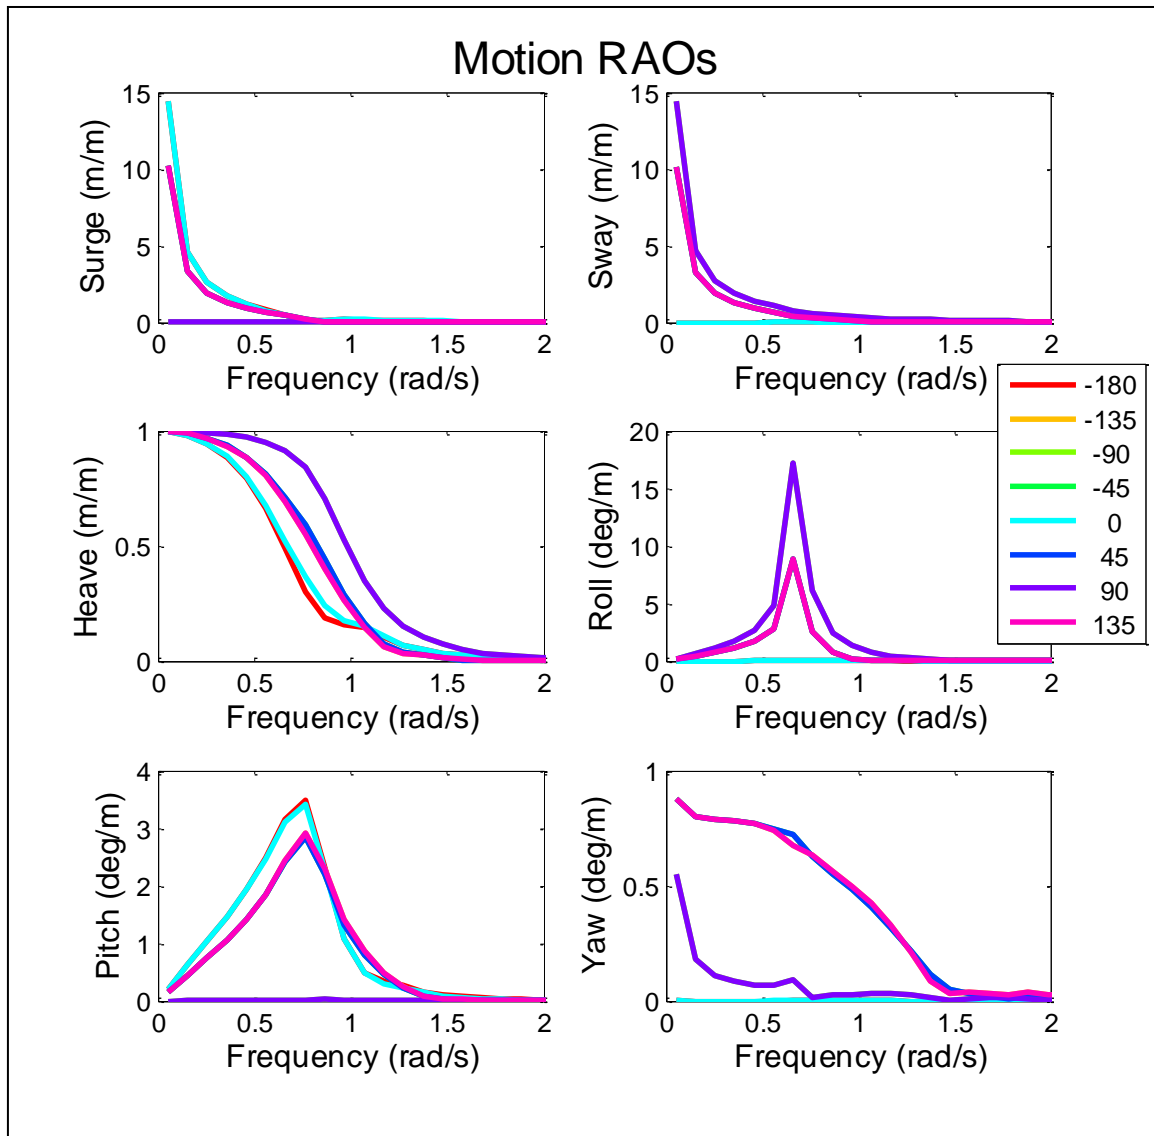 Motion RAOs
15
10
5
0
Surge (m/m)
0 0.5 1 1.5 2
Frequency (rad/s)
15
10
5
0
Sway (m/m)
0 0.5 1 1.5 2
Frequency (rad/s)
-180
-135
-90
-45
0
45
90
135
1
0.5
0
Heave (m/m)
0 0.5 1 1.5 2
Frequency (rad/s)
20
15
10
5
0
Roll (deg/m)
0 0.5 1 1.5 2
Frequency (rad/s)
4
3
2
1
0
Pitch (deg/m)
0 0.5 1 1.5 2
Frequency (rad/s)
1
0.5
0
Yaw (deg/m)
0 0.5 1 1.5 2
Frequency (rad/s)